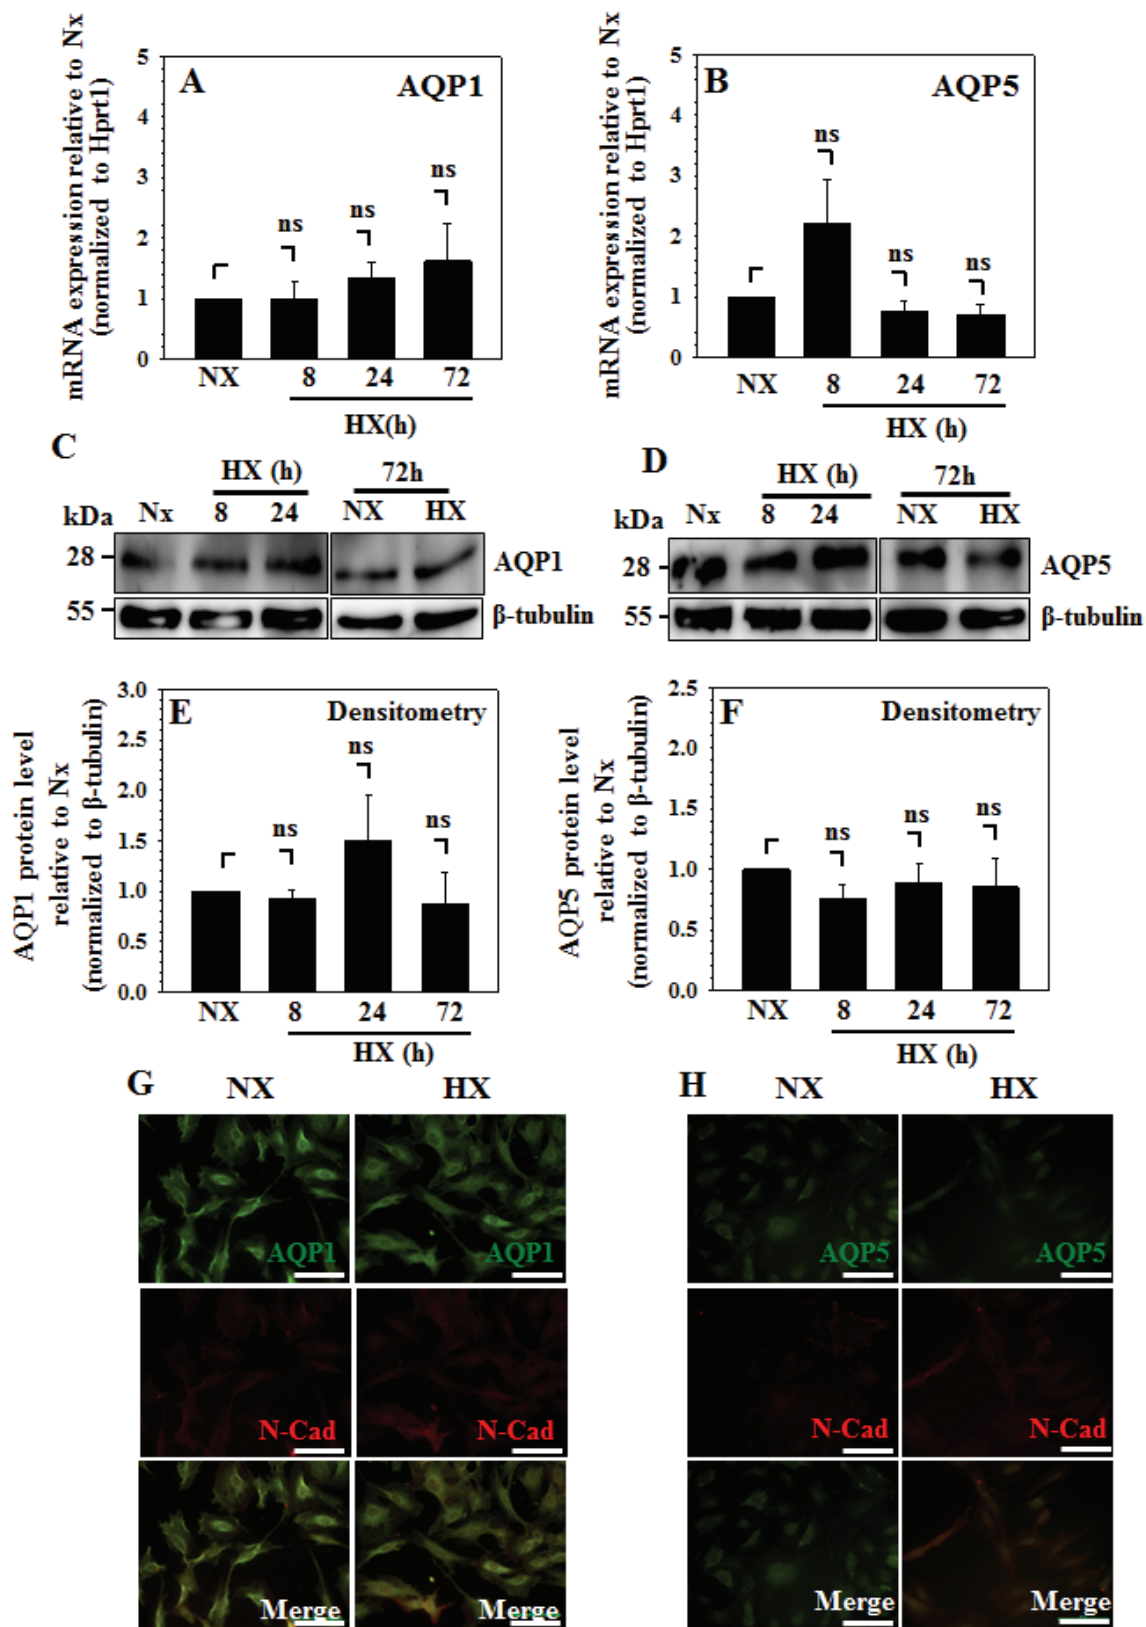 mRNA expression relative to Nx
(normalized to Hprt1)
A
AQP1
5
4
3
2
1
0
ns
ns
ns
NX
8
24
72
HX(h)
mRNA expression relative to Nx
(normalized to Hprt1)
B
AQP5
5
4
3
2
1
0
ns
ns
ns
NX
8
24
72
HX (h)
C
HX (h)
72h
kDa
Nx
8
24
NX
HX
28
AQP1
55
β-tubulin
D
HX (h)
72h
kDa
Nx
8
24
NX
HX
28
AQP5
55
β-tubulin
AQP1 protein level
relative to Nx
(normalized to β-tubulin)
E
Densitometry
3.0
2.5
2.0
1.5
1.0
0.5
0.0
ns
ns
ns
NX
8
24
72
HX (h)
AQP5 protein level
relative to Nx
(normalized to β-tubulin)
F
Densitometry
2.5
2.0
1.5
1.0
0.5
0.0
ns
ns
ns
NX
8
24
72
HX (h)
G
NX
HX
AQP1
AQP1
N-Cad
N-Cad
Merge
Merge
H
NX
HX
AQP5
AQP5
N-Cad
N-Cad
Merge
Merge